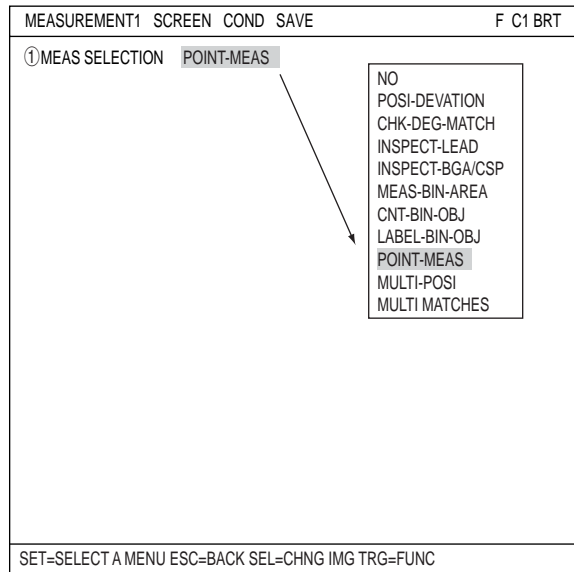 MEASUREMENT1 SCREEN COND SAVE F C1 BRT
①MEAS SELECTION POINT-MEAS
NO
POSI-DEVATION
CHK-DEG-MATCH
INSPECT-LEAD
INSPECT-BGA/CSP
MEAS-BIN-AREA
CNT-BIN-OBJ
LABEL-BIN-OBJ
POINT-MEAS
MULTI-POSI
MULTI MATCHES
SET=SELECT A MENU ESC=BACK SEL=CHNG IMG TRG=FUNC